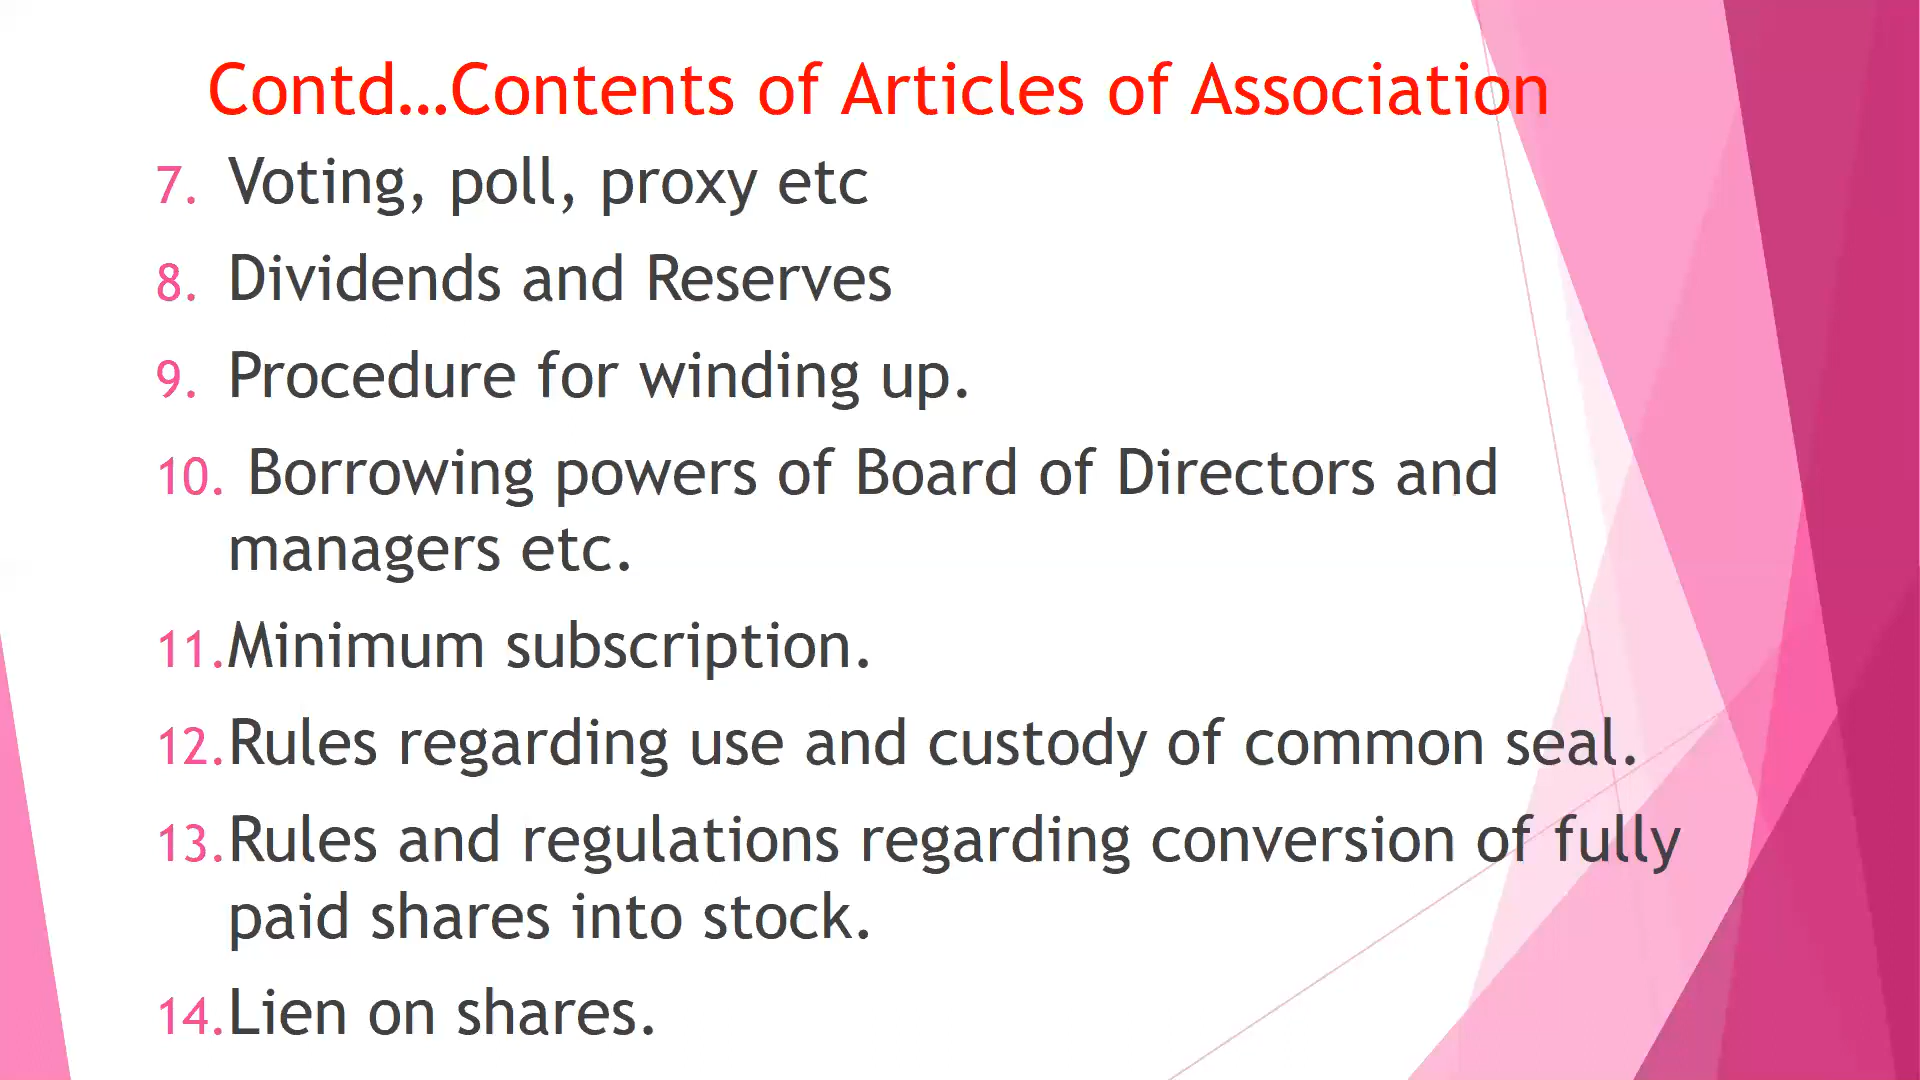 Contd...Contents of Articles of Association
7. Voting, poll, proxy etc
8. Dividends and Reserves
9. Procedure for winding up.
10. Borrowing powers of Board of Directors and
managers etc.
11.Minimum subscription.
12.Rules regarding use and custody of common seal.
13.Rules and regulations regarding conversion of fully
paid shares into stock.
14.Lien on shares.